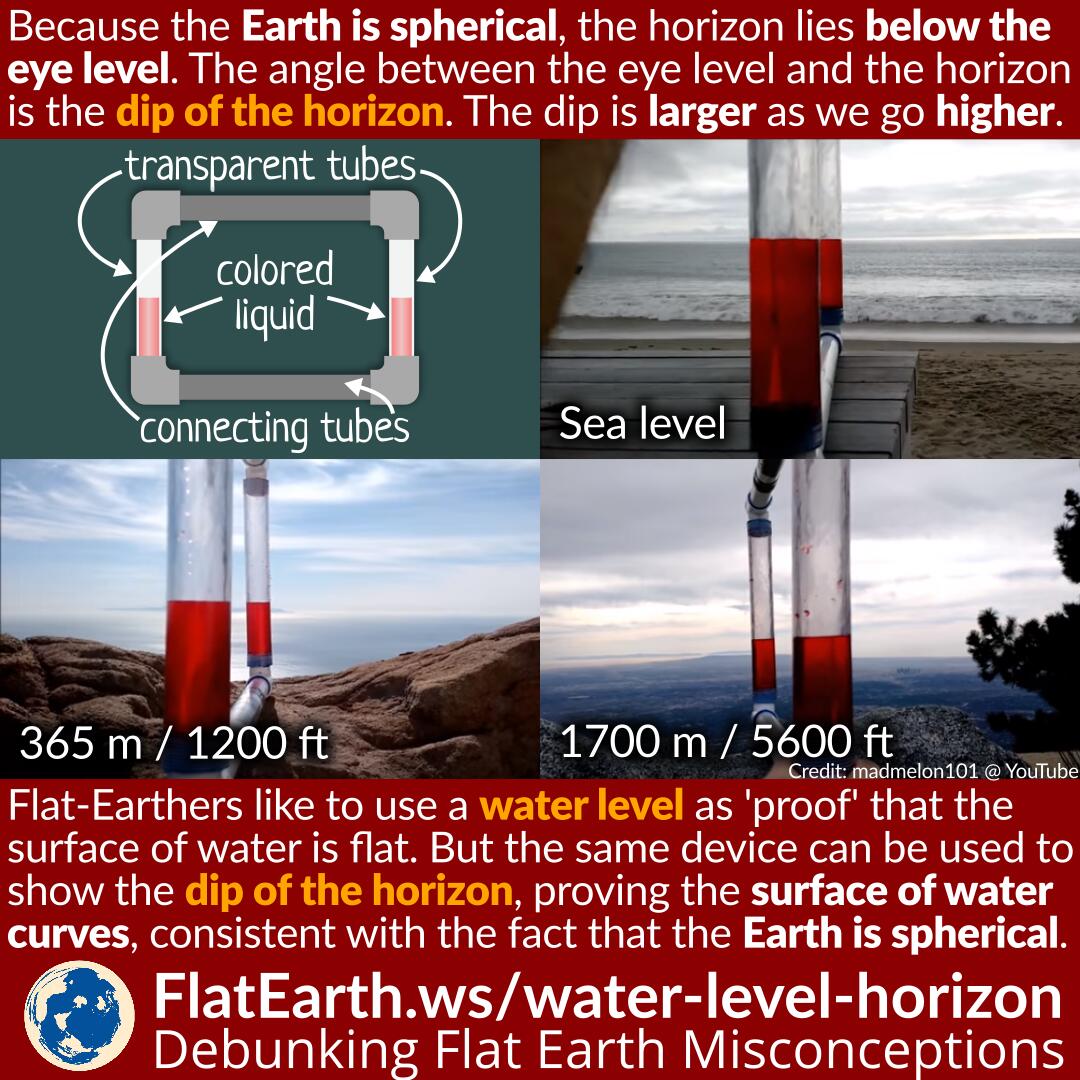 Because the Earth is spherical, the horizon lies below the
eye level. The angle between the eye level and the horizon
is the dip of the horizon. The dip is larger as we go higher.
transparent tubes
colored
liquid
connecting tubes
Sea level
365 m / 1200 ft
1700 m / 5600 ft
Credit: madmelon101 @ YouTube
Flat-Earthers like to use a water level as 'proof' that the
surface of water is flat. But the same device can be used to
show the dip of the horizon, proving the surface of water
curves, consistent with the fact that the Earth is spherical.
FlatEarth.ws/water-level-horizon
Debunking Flat Earth Misconceptions